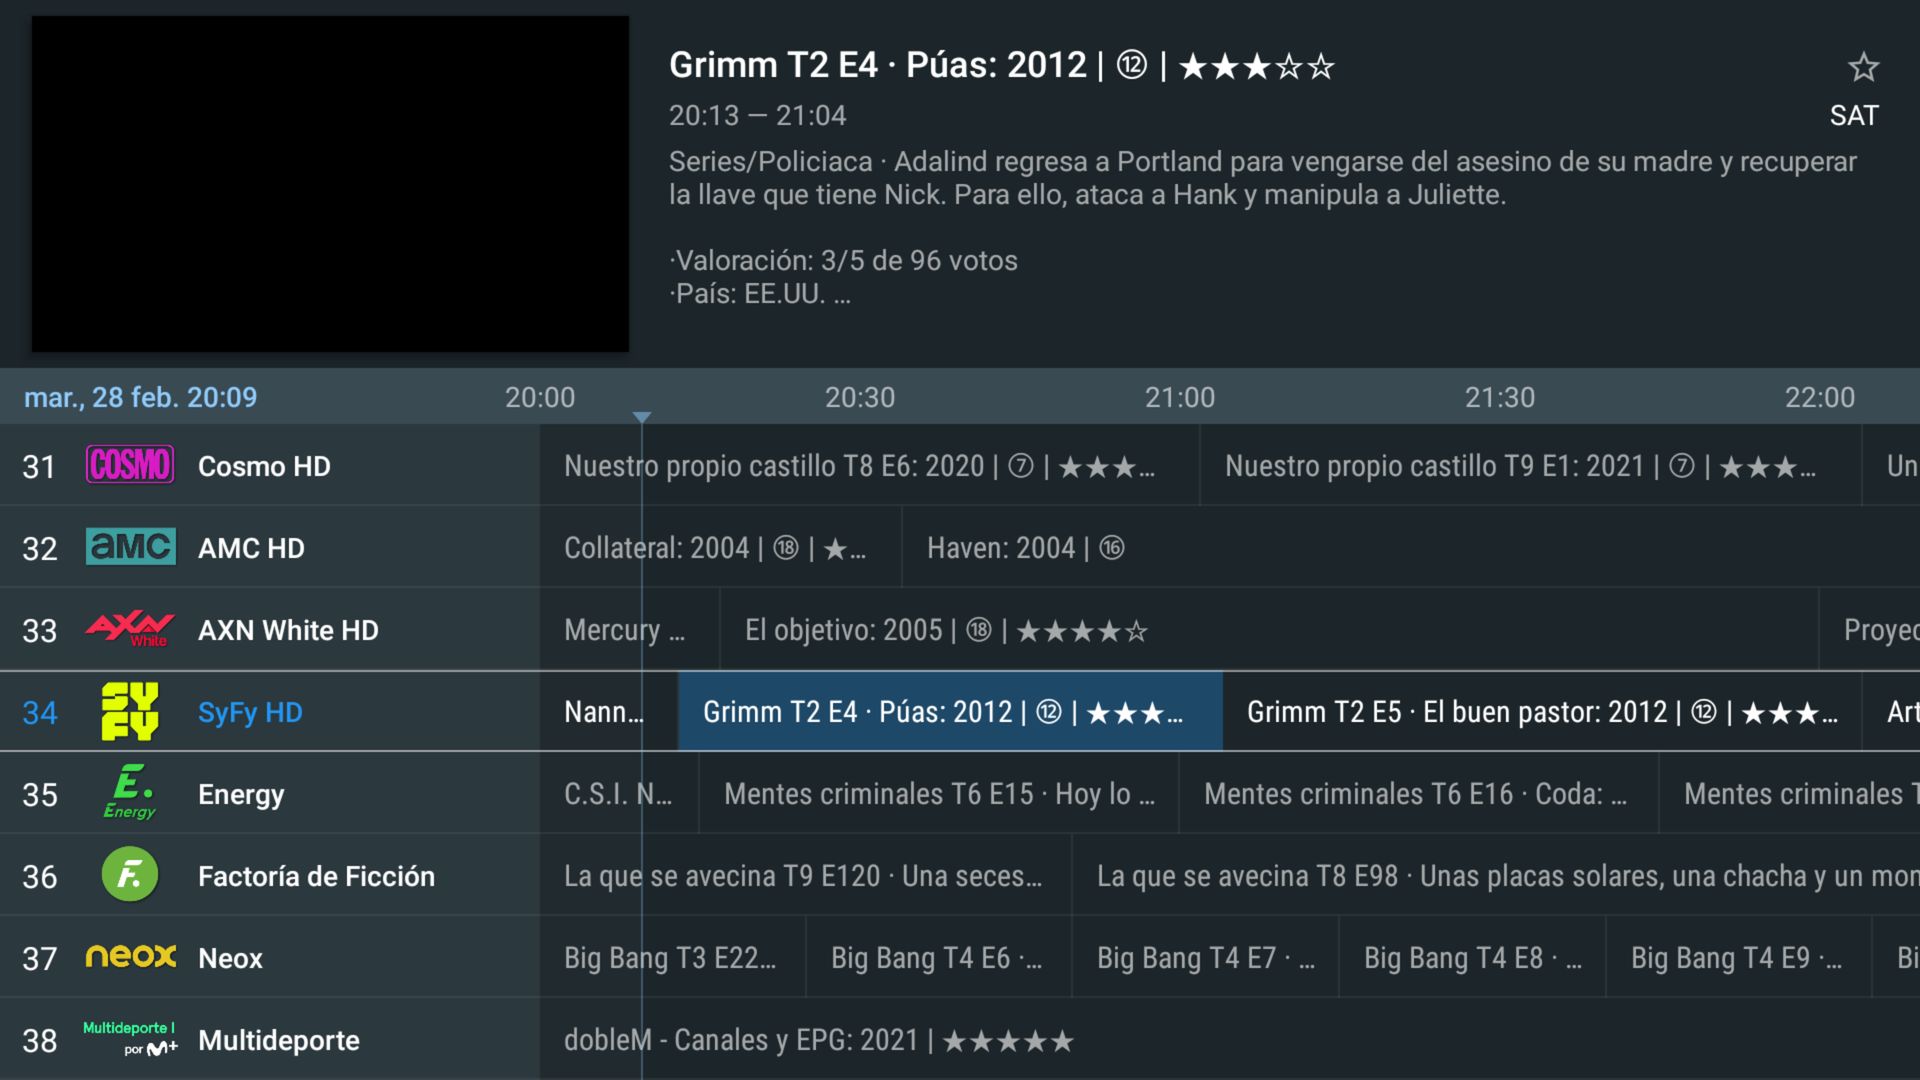 Grimm T2 E4 · Púas: 2012 | ⑫ | ★★★☆☆
20:13 — 21:04
SAT
Series/Policiaca · Adalind regresa a Portland para vengarse del asesino de su madre y recuperar
la llave que tiene Nick. Para ello, ataca a Hank y manipula a Juliette.
·Valoración: 3/5 de 96 votos
·País: EE.UU. ...
mar., 28 feb. 20:09 20:00 20:30 21:00 21:30 22:00
31 COSMO Cosmo HD Nuestro propio castillo T8 E6: 2020 | ⑦ | ★★★... Nuestro propio castillo T9 E1: 2021 | ⑦ | ★★★... Un
32 aMC AMC HD Collateral: 2004 | ⑱ | ★... Haven: 2004 | ⑯
33 AXN White AXN White HD Mercury ... El objetivo: 2005 | ⑱ | ★★★★☆ Proyec
34 SYFY SyFy HD Nann... Grimm T2 E4 · Púas: 2012 | ⑫ | ★★★... Grimm T2 E5 · El buen pastor: 2012 | ⑫ | ★★★... Art
35 E. Energy Energy C.S.I. N... Mentes criminales T6 E15 · Hoy lo ... Mentes criminales T6 E16 · Coda: ... Mentes criminales T
36 F. Factoría de Ficción La que se avecina T9 E120 · Una seces... La que se avecina T8 E98 · Unas placas solares, una chacha y un mon
37 neox Neox Big Bang T3 E22... Big Bang T4 E6 ·... Big Bang T4 E7 · ... Big Bang T4 E8 · ... Big Bang T4 E9 ·... Bi
38 Multideporte 1 por M+ Multideporte dobleM - Canales y EPG: 2021 | ★★★★★